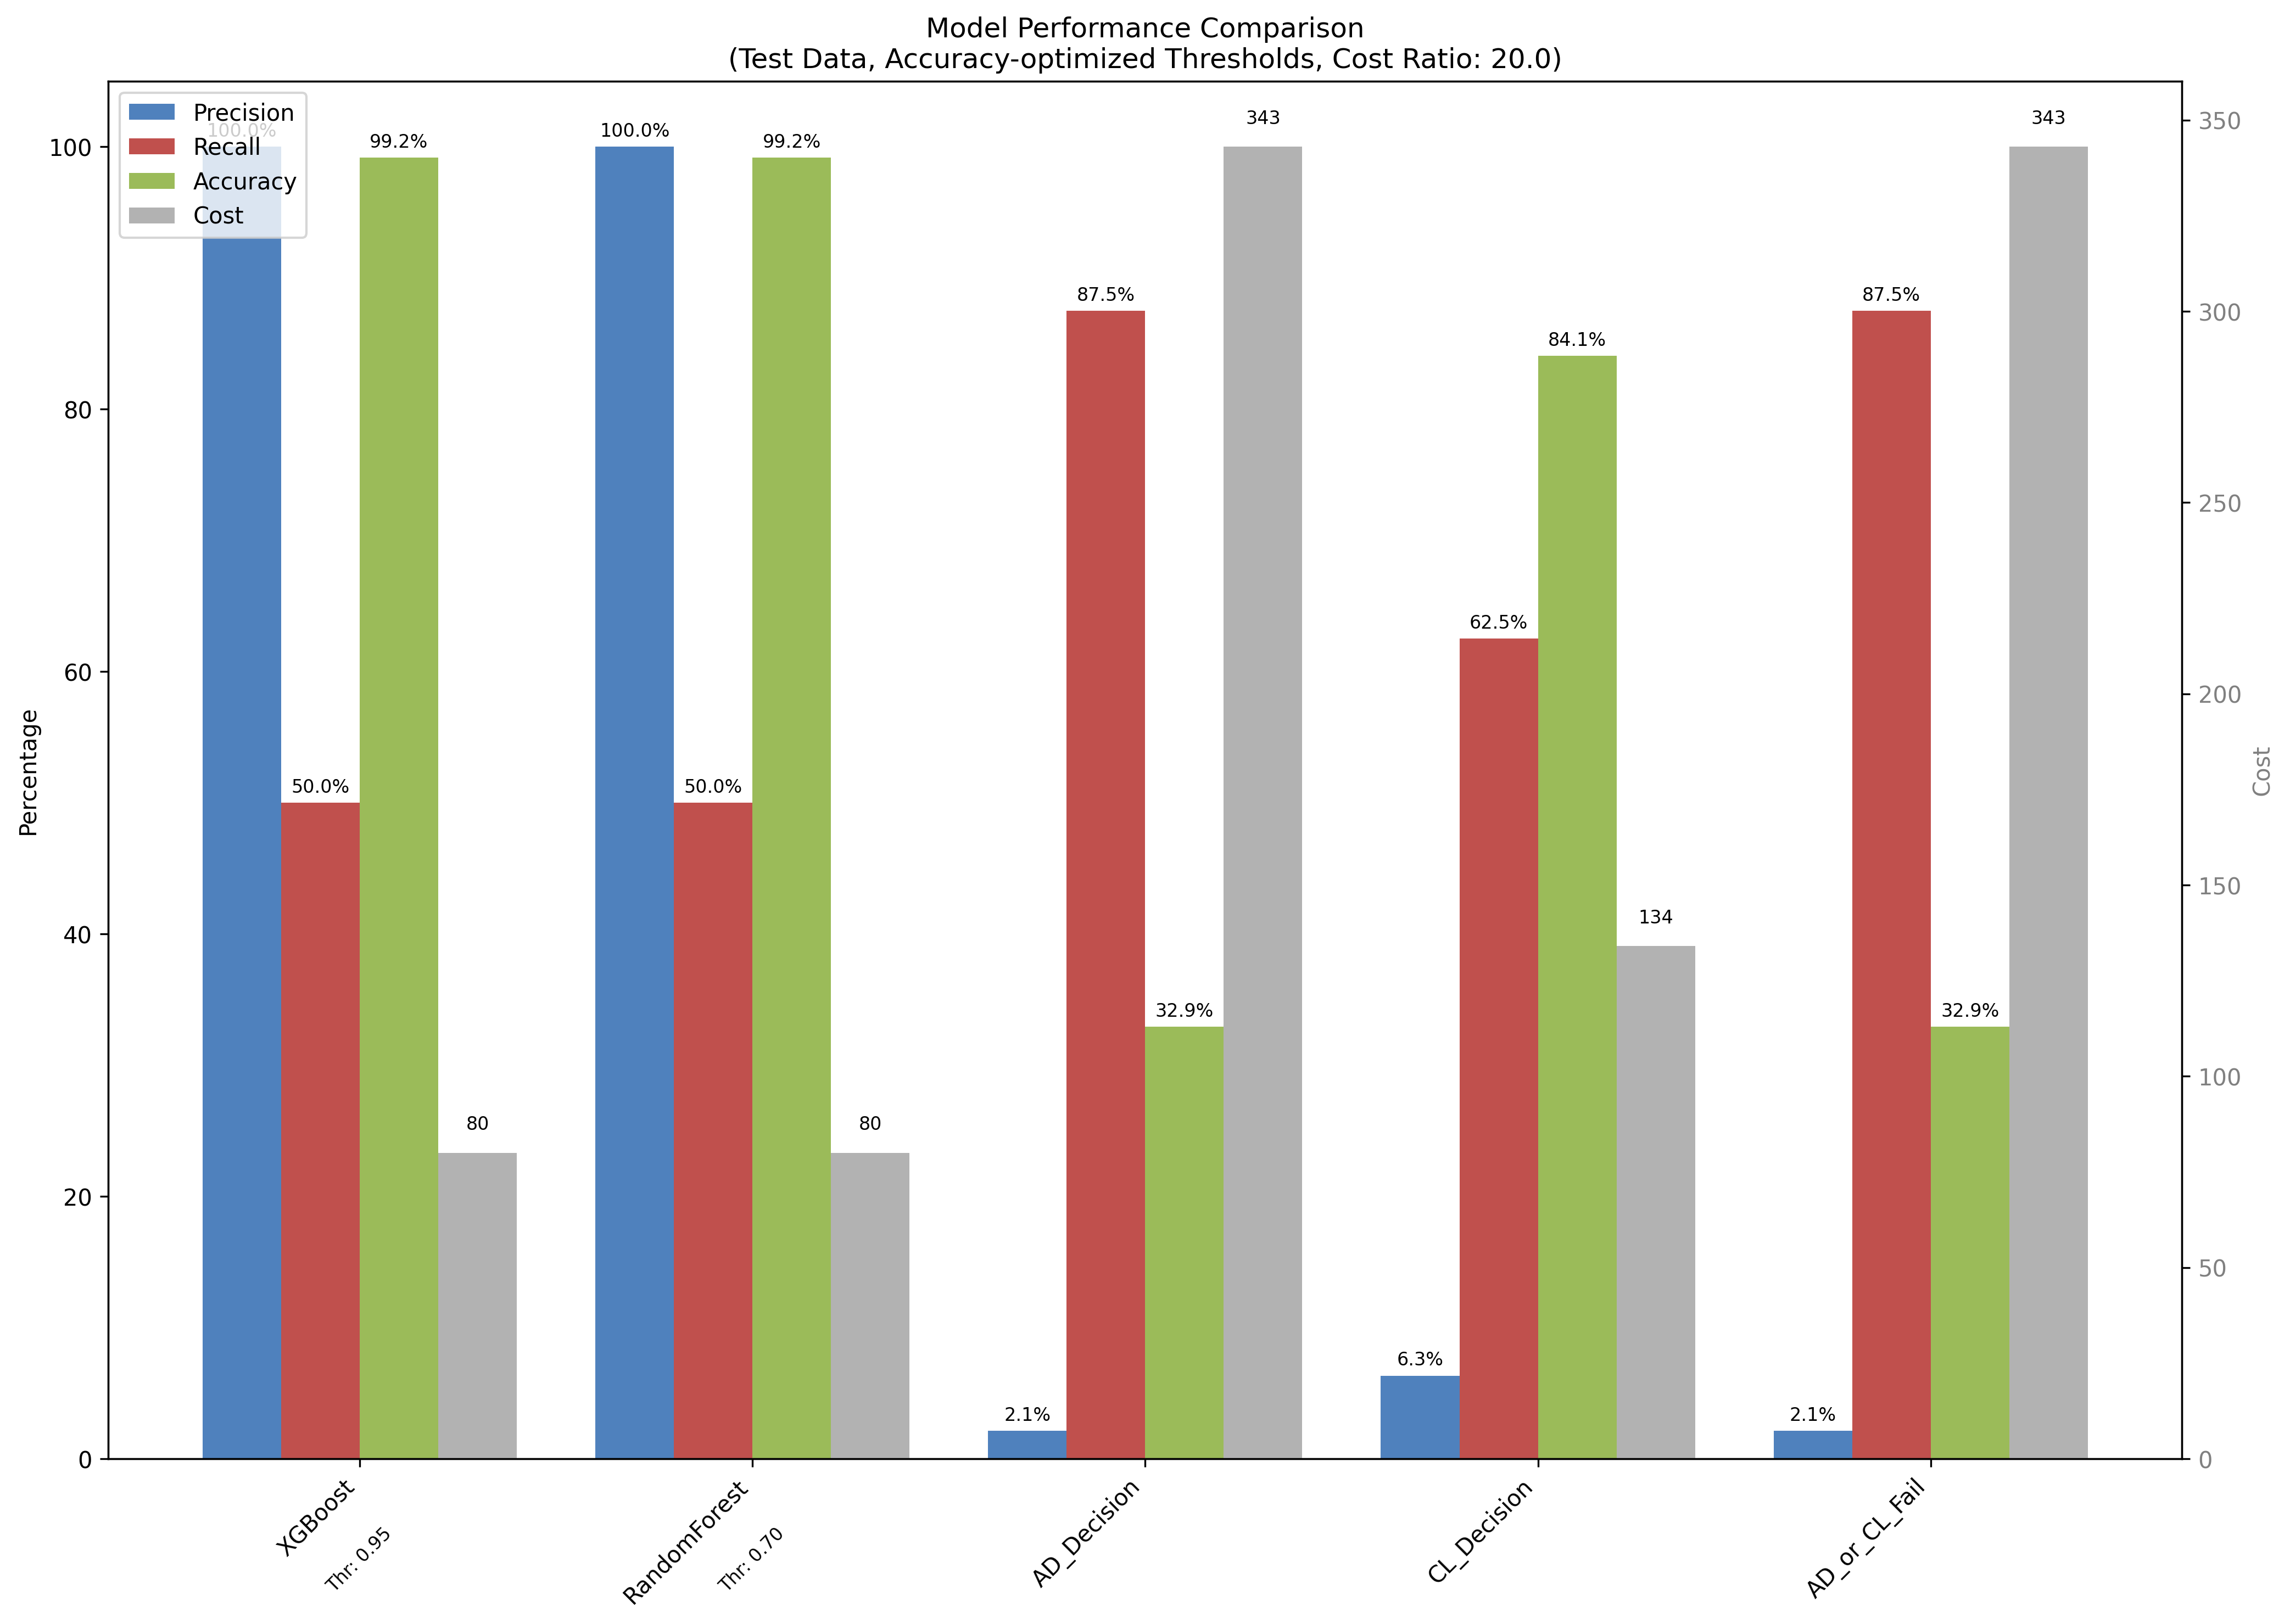 Model Performance Comparison
(Test Data, Accuracy-optimized Thresholds, Cost Ratio: 20.0)
Precision
Recall
Accuracy
Cost
100.0%
50.0%
99.2%
80
100.0%
50.0%
99.2%
80
2.1%
87.5%
32.9%
343
6.3%
62.5%
84.1%
134
2.1%
87.5%
32.9%
343
Percentage
100
80
60
40
20
0
Cost
350
300
250
200
150
100
50
0
XGBoost
Thr: 0.95
RandomForest
Thr: 0.70
AD_Decision
CL_Decision
AD_or_CL_Fail